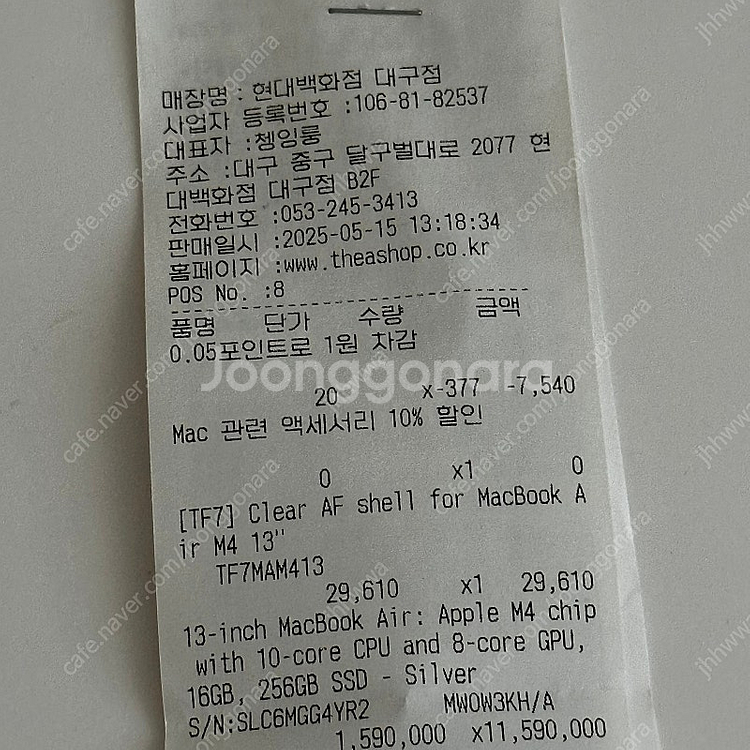 매장명 : 현대백화점 대구점
사업자 등록번호 :106-81-82537
대표자 :쳉잉룽
주소 :대구 중구 달구벌대로 2077 현
대백화점 대구점 B2F
전화번호 :053-245-3413
판매일시 :2025-05-15 13:18:34
홈페이지 :www.theashop.co.kr
POS No. :8
품명 단가 수량 금액
0.05포인트로 1원 차감
Joonggonara
20 x-377 -7,540
Mac 관련 액세서리 10% 할인
0 x1 0
[TF7] Clear AF shell for MacBook A
ir M4 13"
TF7MAM413
29,610 x1 29,610
13-inch MacBook Air: Apple M4 chip
with 10-core CPU and 8-core GPU,
16GB, 256GB SSD - Silver
S/N:SLC6MGG4YR2 MW0W3KH/A
1,590,000 x11,590,000
cafe.naver.com/joonggonara